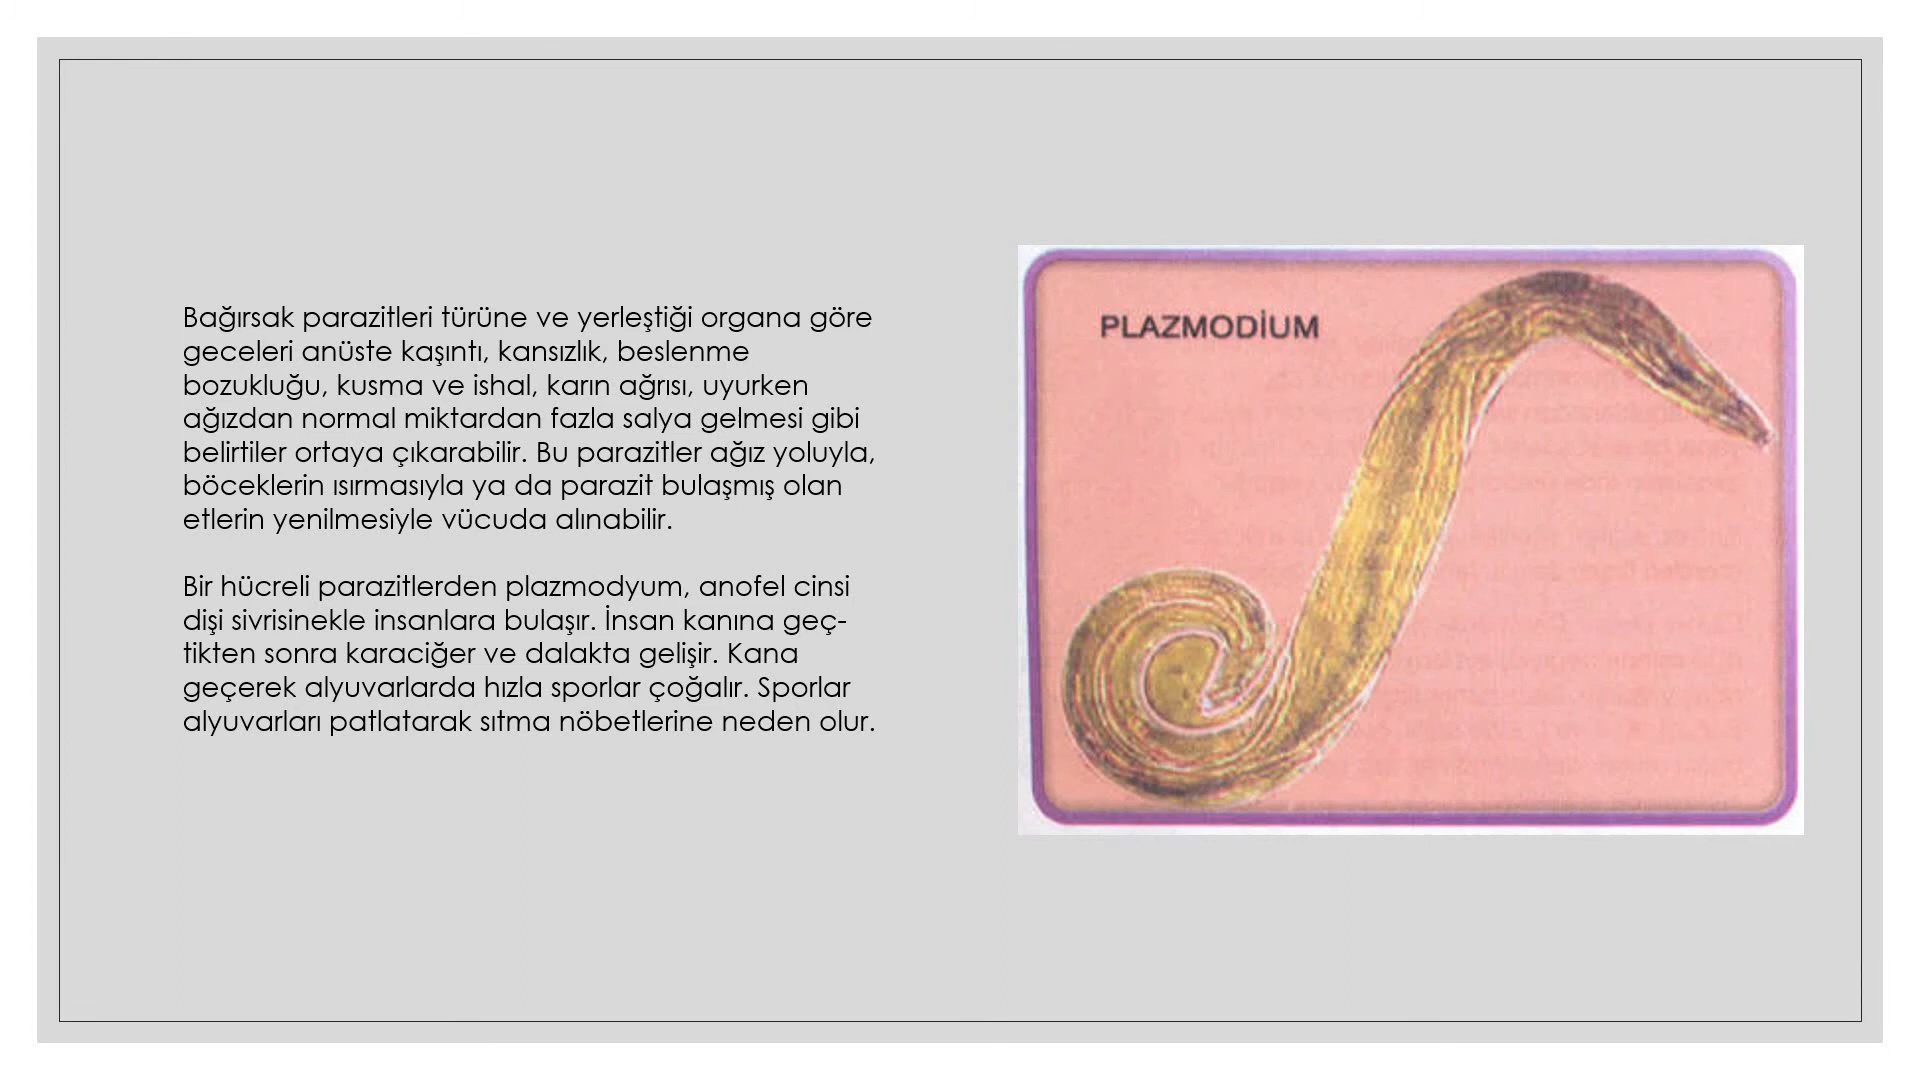 Bağırsak parazitleri türüne ve yerleştiği organa göre
geceleri anüste kaşıntı, kansızlık, beslenme
bozukluğu, kusma ve ishal, karın ağrısı, uyurken
ağızdan normal miktardan fazla salya gelmesi gibi
belirtiler ortaya çıkarabilir. Bu parazitler ağız yoluyla,
böceklerin ısırmasıyla ya da parazit bulaşmış olan
etlerin yenilmesiyle vücuda alınabilir.
Bir hücreli parazitlerden plazmodyum, anofel cinsi
dişi sivrisinekle insanlara bulaşır. İnsan kanına geç-
tikten sonra karaciğer ve dalakta gelişir. Kana
geçerek alyuvarlarda hızla sporlar çoğalır. Sporlar
alyuvarları patlatarak sıtma nöbetlerine neden olur.
PLAZMODİUM